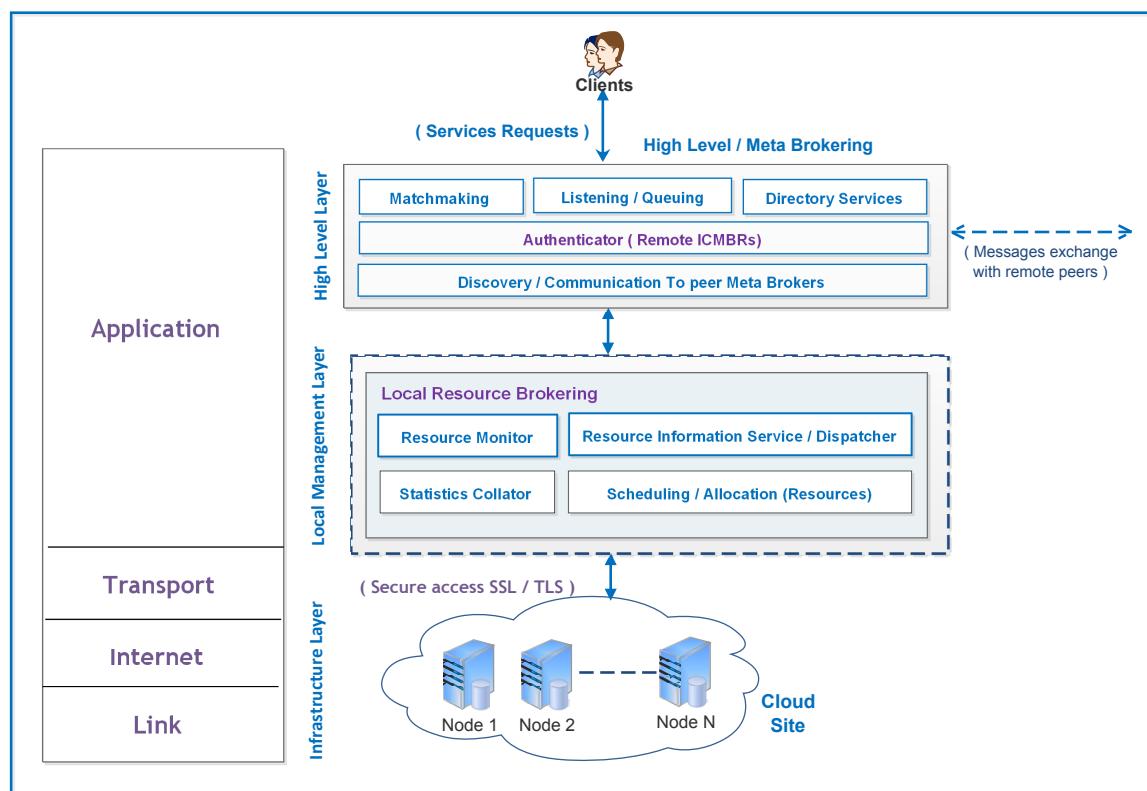 Clients
( Services Requests )
High Level / Meta Brokering
High Level Layer
Matchmaking
Listening / Queuing
Directory Services
Authenticator ( Remote ICMBRs)
Discovery / Communication To peer Meta Brokers
( Messages exchange
with remote peers )
Application
Transport
Internet
Link
Local Management Layer
Local Resource Brokering
Resource Monitor
Resource Information Service / Dispatcher
Statistics Collator
Scheduling / Allocation (Resources)
( Secure access SSL / TLS )
Infrastructure Layer
Node 1
Node 2
Node N
Cloud
Site